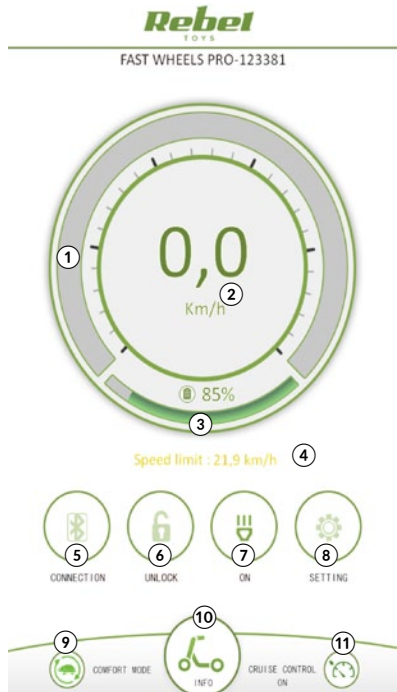 Rebel
TOYS
FAST WHEELS PRO-123381
1
0,0
2
Km/h
85%
3
Speed limit : 21,9 km/h
4
5
6
7
8
CONNECTION
UNLOCK
ON
SETTING
10
9
11
COMFORT MODE
CRUISE CONTROL
ON
INFO